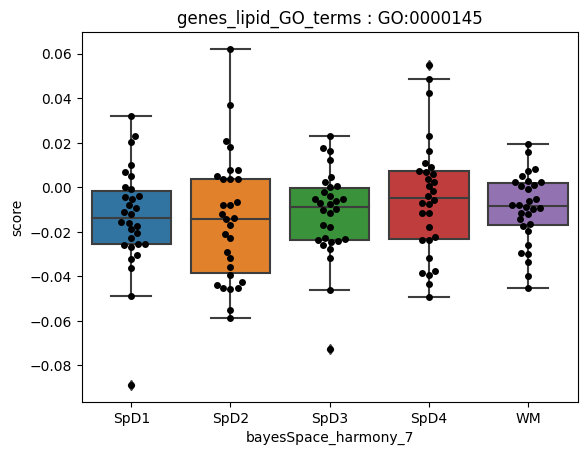 genes_lipid_GO_terms : GO:0000145
0.06
0.04
0.02
0.00
−0.02
−0.04
−0.06
−0.08
score
SpD1 SpD2 SpD3 SpD4 WM
bayesSpace_harmony_7